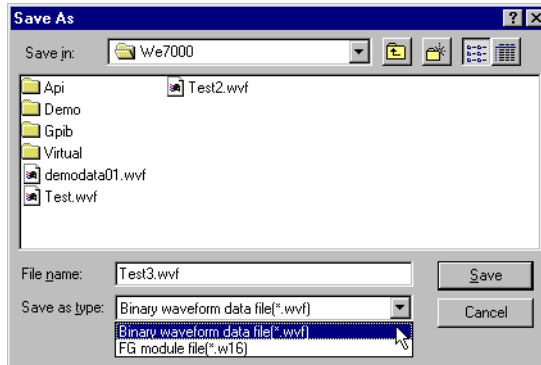 Save As
Save in: We7000
Api Test2.wvf
Demo
Gpib
Virtual
demodata01.wvf
Test.wvf
File name: Test3.wvf Save
Save as type: Binary waveform data file(*.wvf) Cancel
Binary waveform data file(*.wvf)
FG module file(*.w16)